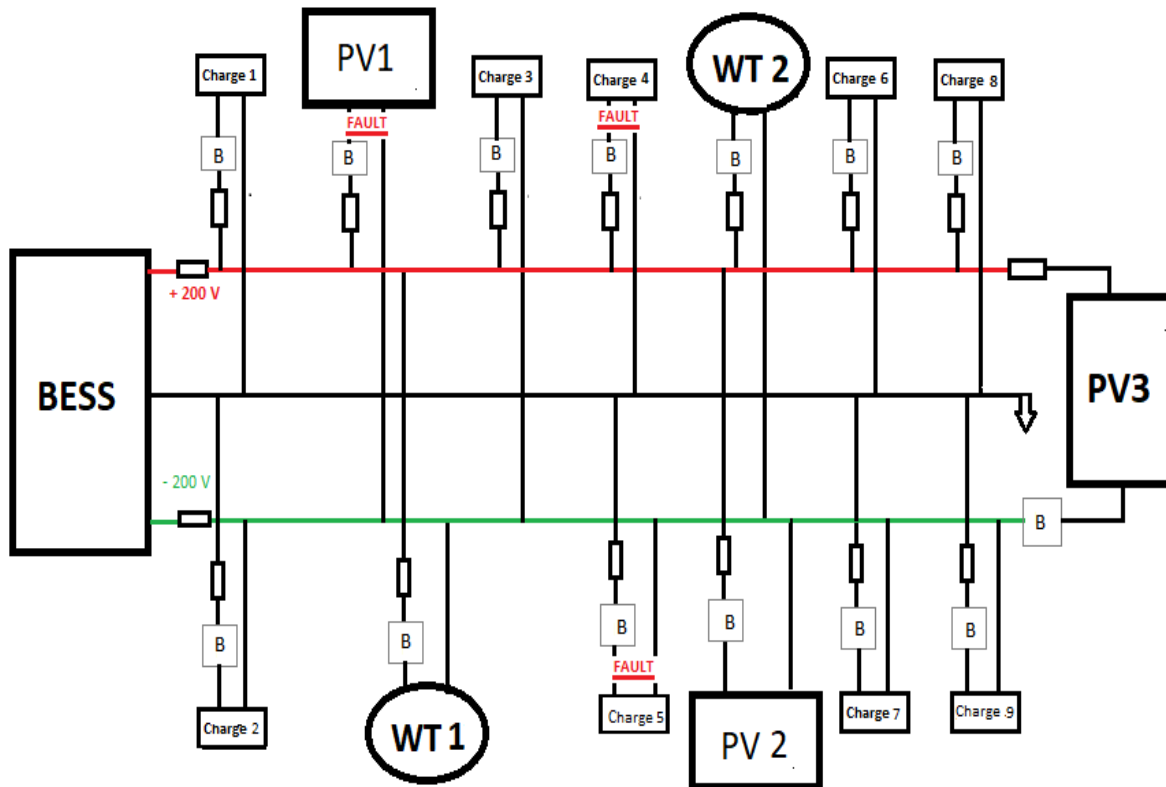 Charge 1
PV1
Charge 3
Charge 4
WT 2
Charge 6
Charge 8
FAULT
FAULT
B
B
B
B
B
B
B
+ 200 V
BESS
PV3
- 200 V
B
B
B
B
B
B
B
FAULT
Charge 2
WT 1
Charge 5
PV 2
Charge 7
Charge .9